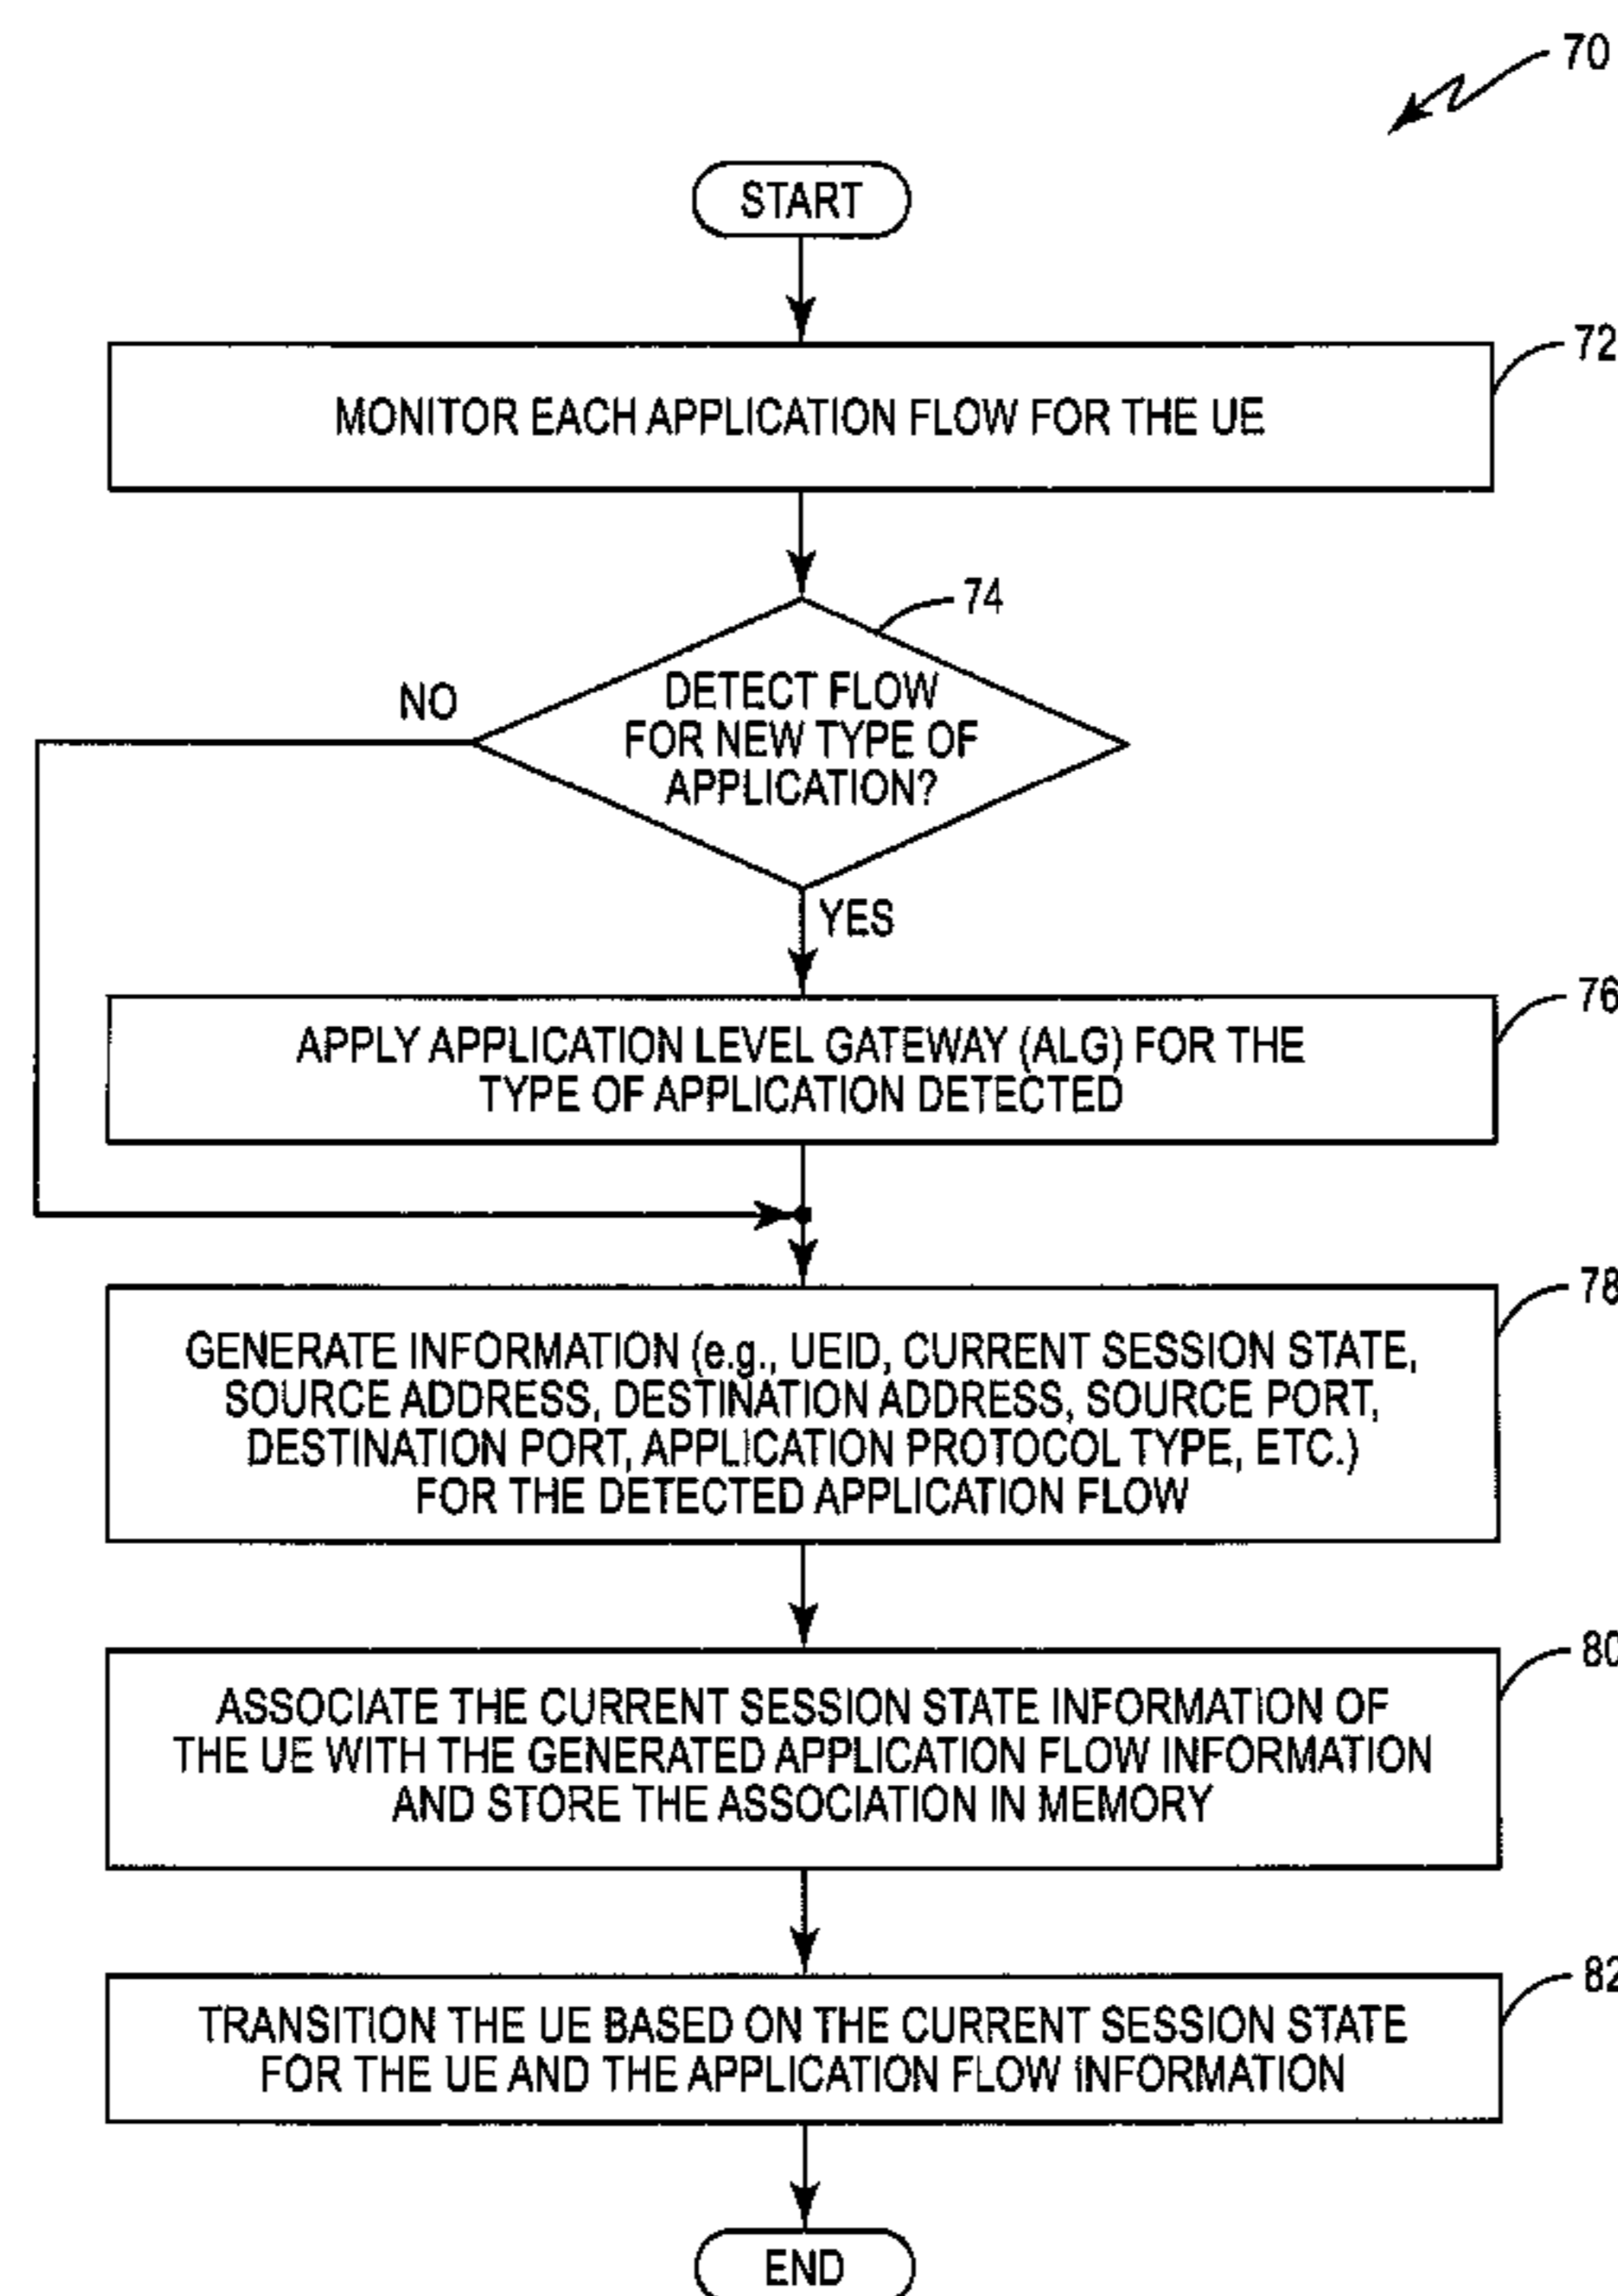 70
START
72
MONITOR EACH APPLICATION FLOW FOR THE UE
74
NO
DETECT FLOW
FOR NEW TYPE OF
APPLICATION?
YES
76
APPLY APPLICATION LEVEL GATEWAY (ALG) FOR THE
TYPE OF APPLICATION DETECTED
78
GENERATE INFORMATION (e.g., UEID, CURRENT SESSION STATE,
SOURCE ADDRESS, DESTINATION ADDRESS, SOURCE PORT,
DESTINATION PORT, APPLICATION PROTOCOL TYPE, ETC.)
FOR THE DETECTED APPLICATION FLOW
80
ASSOCIATE THE CURRENT SESSION STATE INFORMATION OF
THE UE WITH THE GENERATED APPLICATION FLOW INFORMATION
AND STORE THE ASSOCIATION IN MEMORY
82
TRANSITION THE UE BASED ON THE CURRENT SESSION STATE
FOR THE UE AND THE APPLICATION FLOW INFORMATION
END